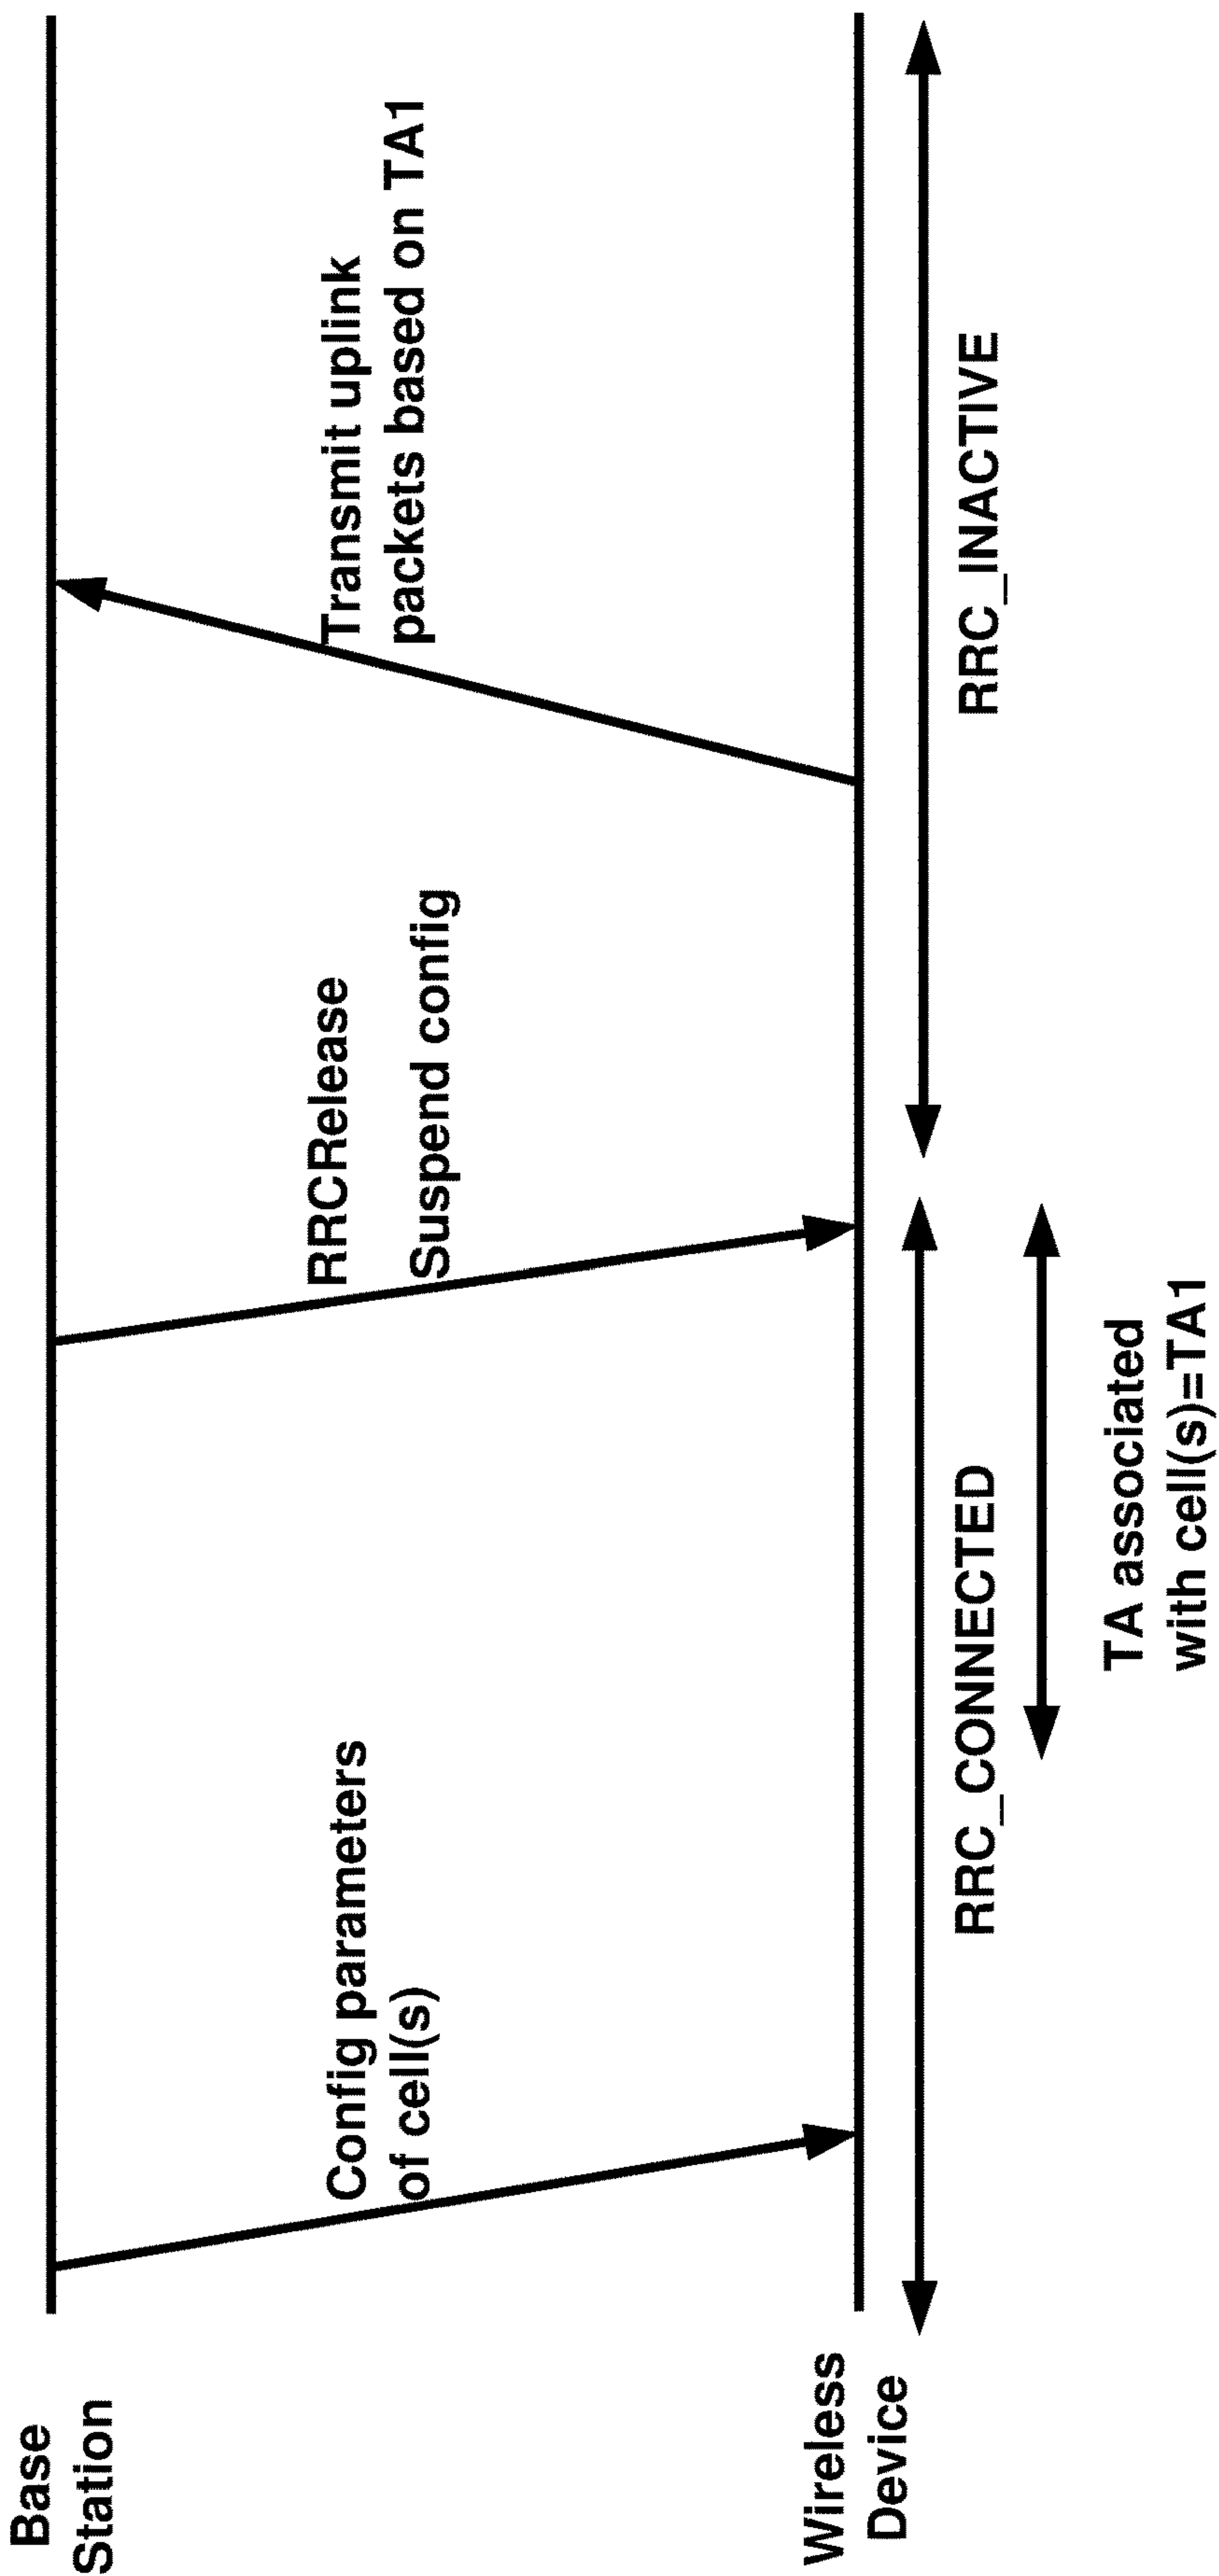 Base
Station
Config parameters
of cell(s)
RRCRelease
Suspend config
Transmit uplink
packets based on TA1
Wireless
Device
RRC_CONNECTED
RRC_INACTIVE
TA associated
with cell(s)=TA1